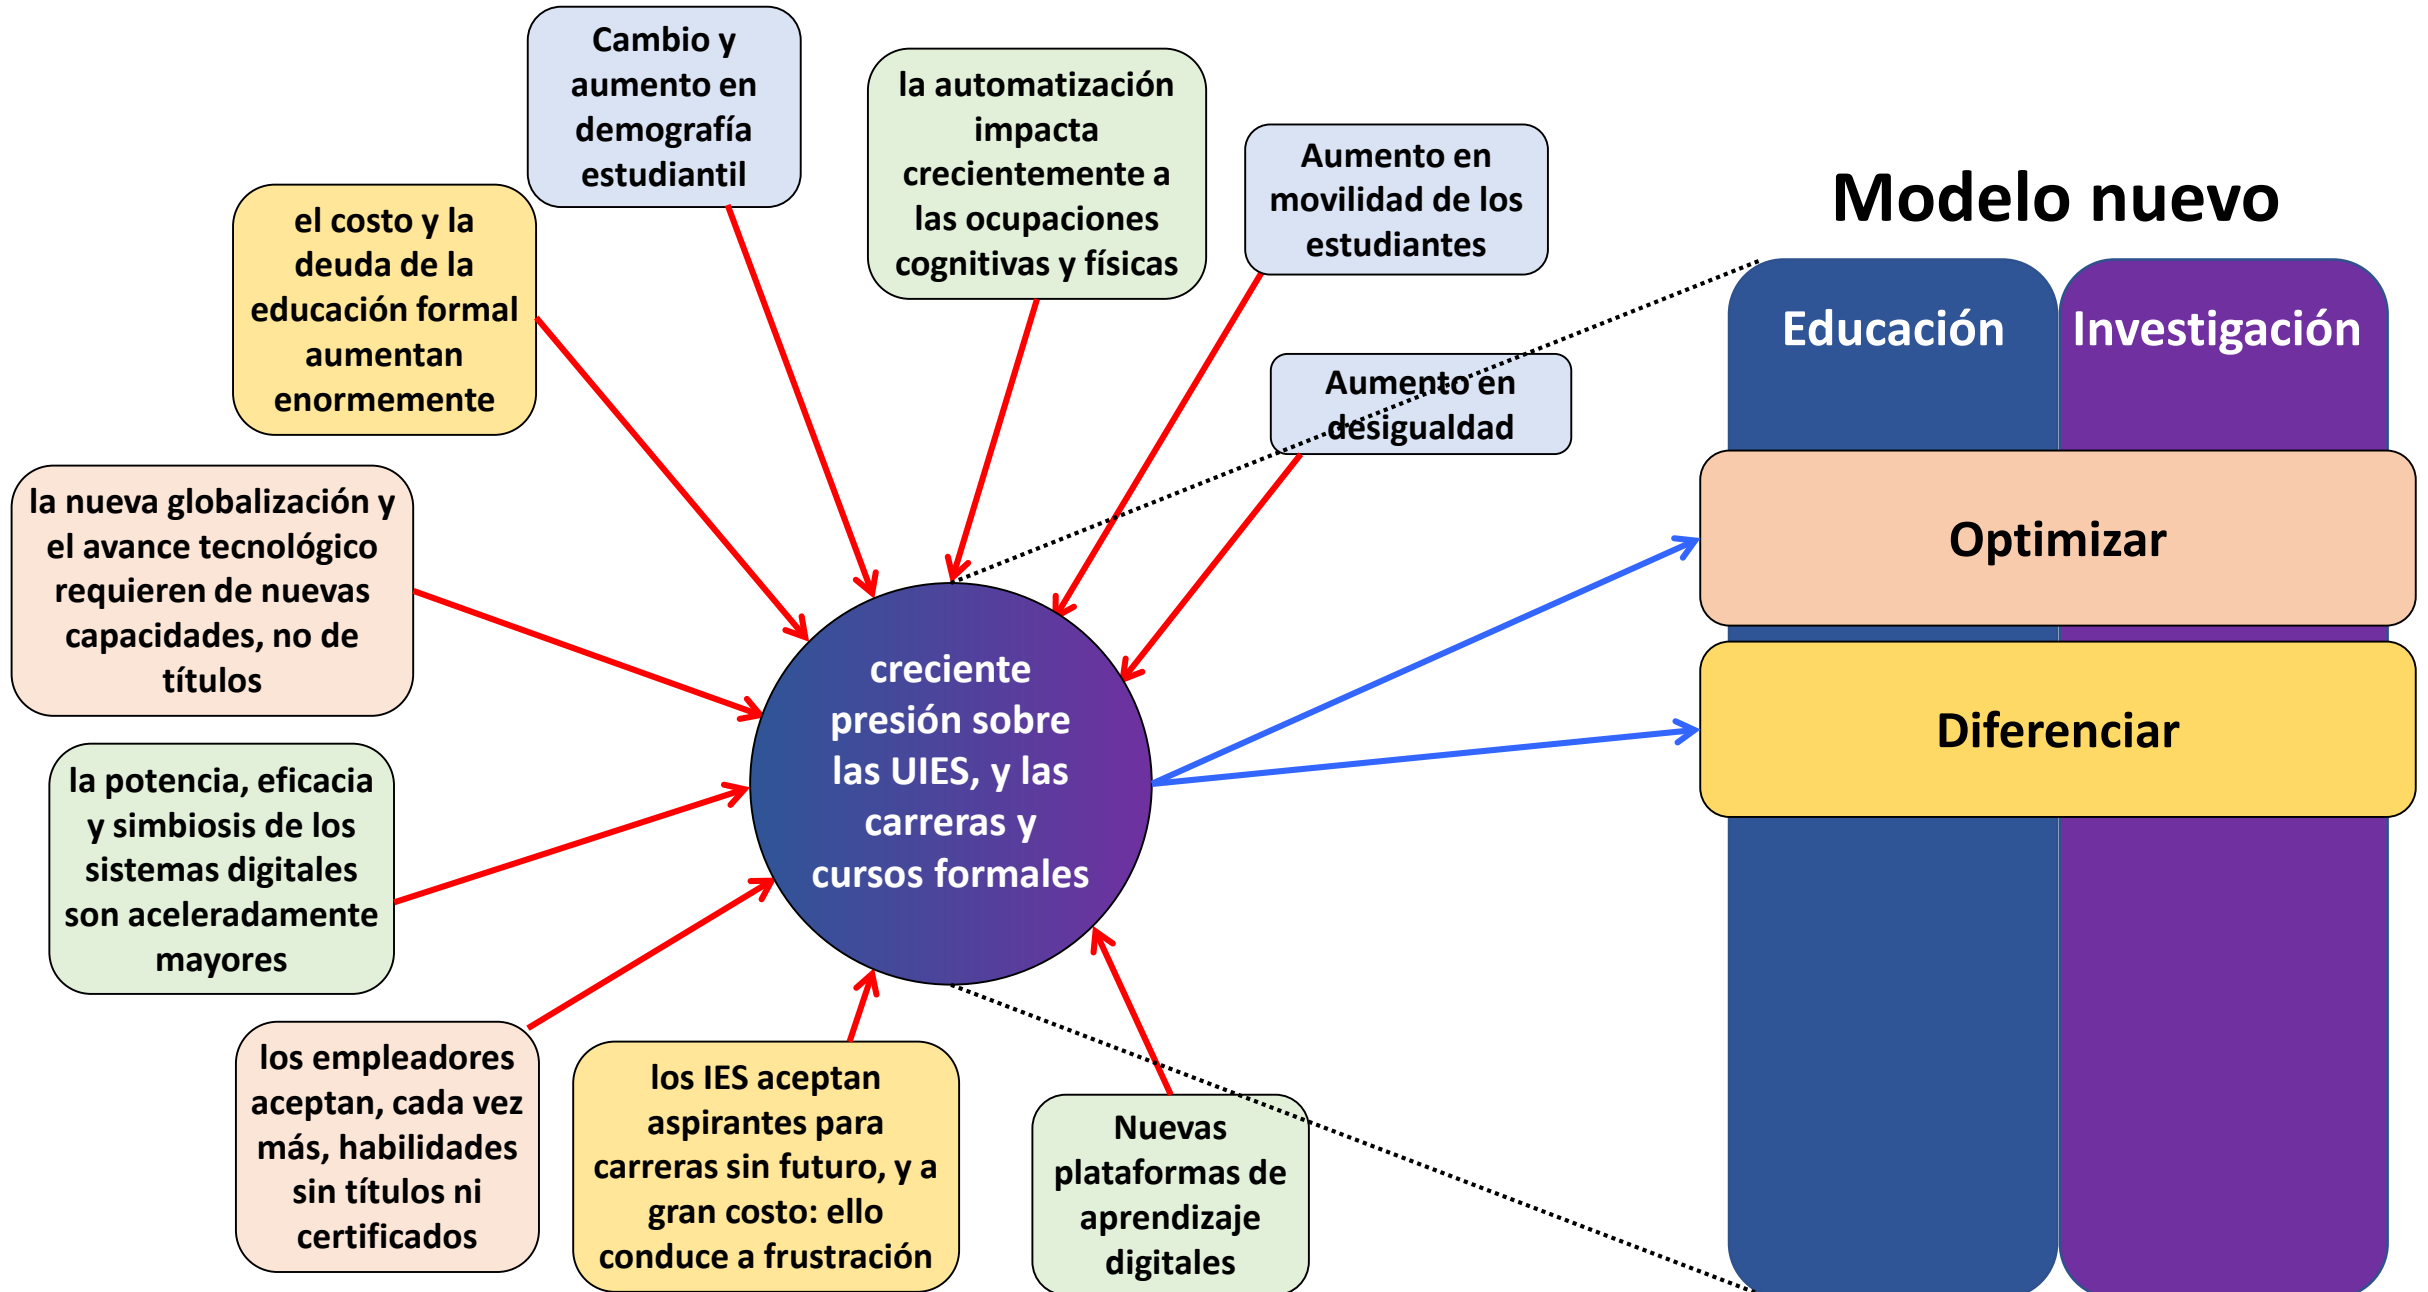 Cambio y
aumento en
demografía
estudiantil
la automatización
impacta
crecientemente a
las ocupaciones
cognitivas y físicas
Aumento en
movilidad de los
estudiantes
Aumento en
desigualdad
el costo y la
deuda de la
educación formal
aumentan
enormemente
la nueva globalización y
el avance tecnológico
requieren de nuevas
capacidades, no de
títulos
la potencia, eficacia
y simbiosis de los
sistemas digitales
son aceleradamente
mayores
los empleadores
aceptan, cada vez
más, habilidades
sin títulos ni
certificados
los IES aceptan
aspirantes para
carreras sin futuro, y a
gran costo: ello
conduce a frustración
Nuevas
plataformas de
aprendizaje
digitales
creciente
presión sobre
las UIES, y las
carreras y
cursos formales
Modelo nuevo
Educación
Investigación
Optimizar
Diferenciar